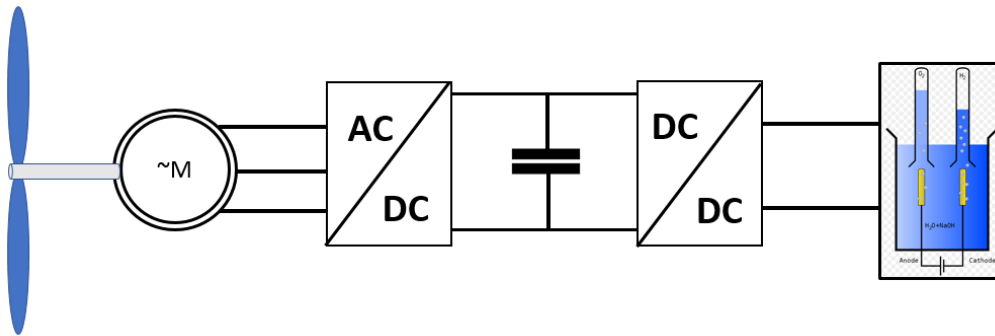 ~M
AC
DC
DC
DC
O₂
H₂
H₂O+NaOH
Anode
Cathode